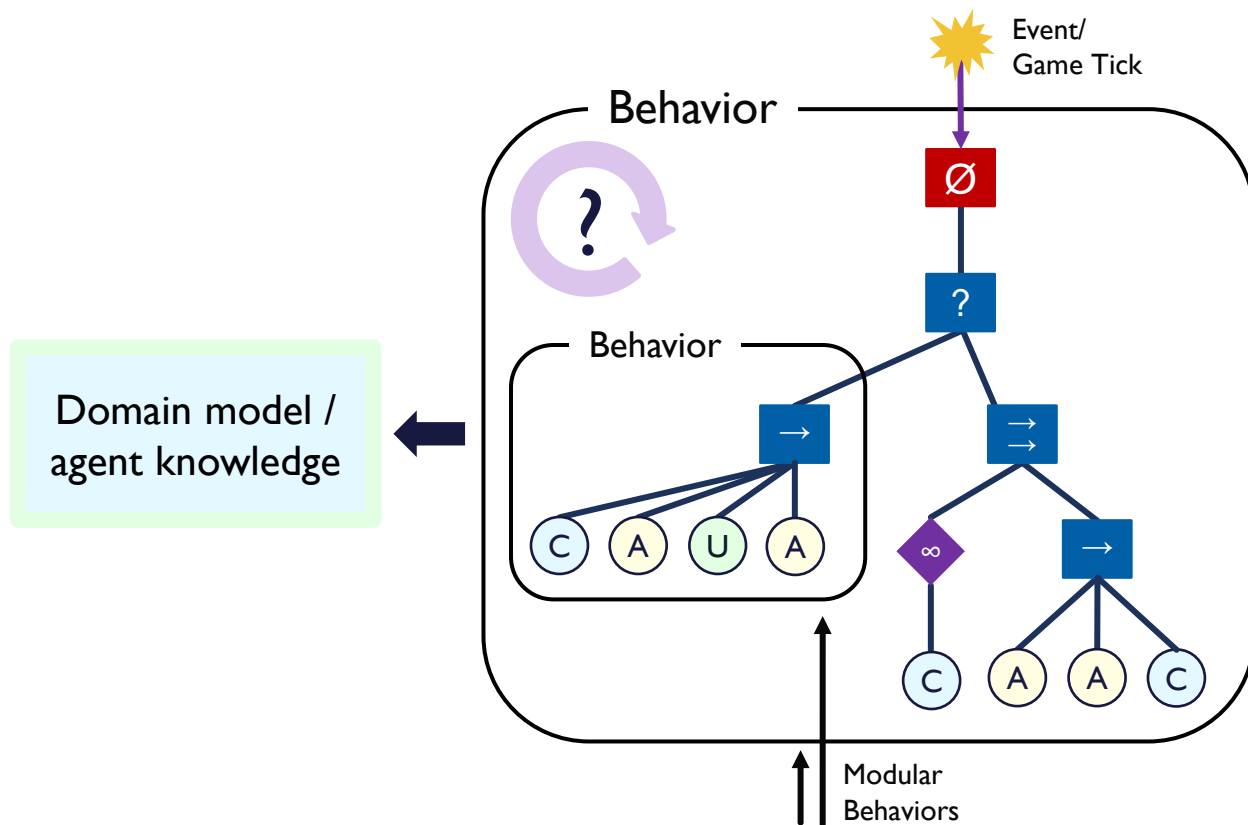 Event/
Game Tick
Behavior
Ø
?
?
Behavior
Domain model /
agent knowledge
→
→
→
C A U A
∞
→
C A A C
Modular
Behaviors